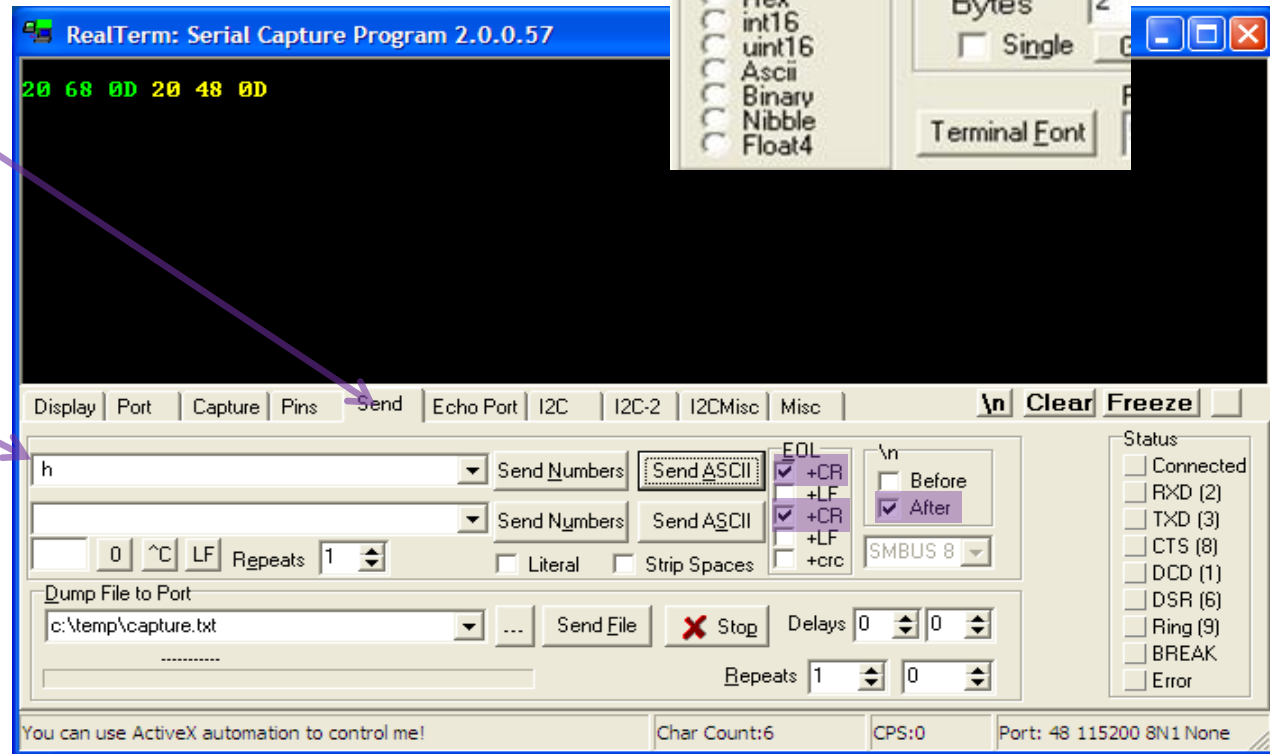 RealTerm: Serial Capture Program 2.0.0.57
20 68 0D 20 48 0D
int16
uint16
Ascii
Binary
Nibble
Float4
Bytes 2
Single
Terminal Font
Display Port Capture Pins Send Echo Port I2C I2C-2 I2CMisc Misc \n Clear Freeze
h Send Numbers Send ASCII
Send Numbers Send ASCII
EOL
+CR
+LF
+CR
+LF
+crc
\n
Before
After
SMBUS 8
0 ^C LF Repeats 1 Literal Strip Spaces
Dump File to Port
c:\temp\capture.txt ... Send File Stop Delays 0 0
-----------
Repeats 1 0
Status
Connected
RXD (2)
TXD (3)
CTS (8)
DCD (1)
DSR (6)
Ring (9)
BREAK
Error
You can use ActiveX automation to control me! Char Count:6 CPS:0 Port: 48 115200 8N1 None